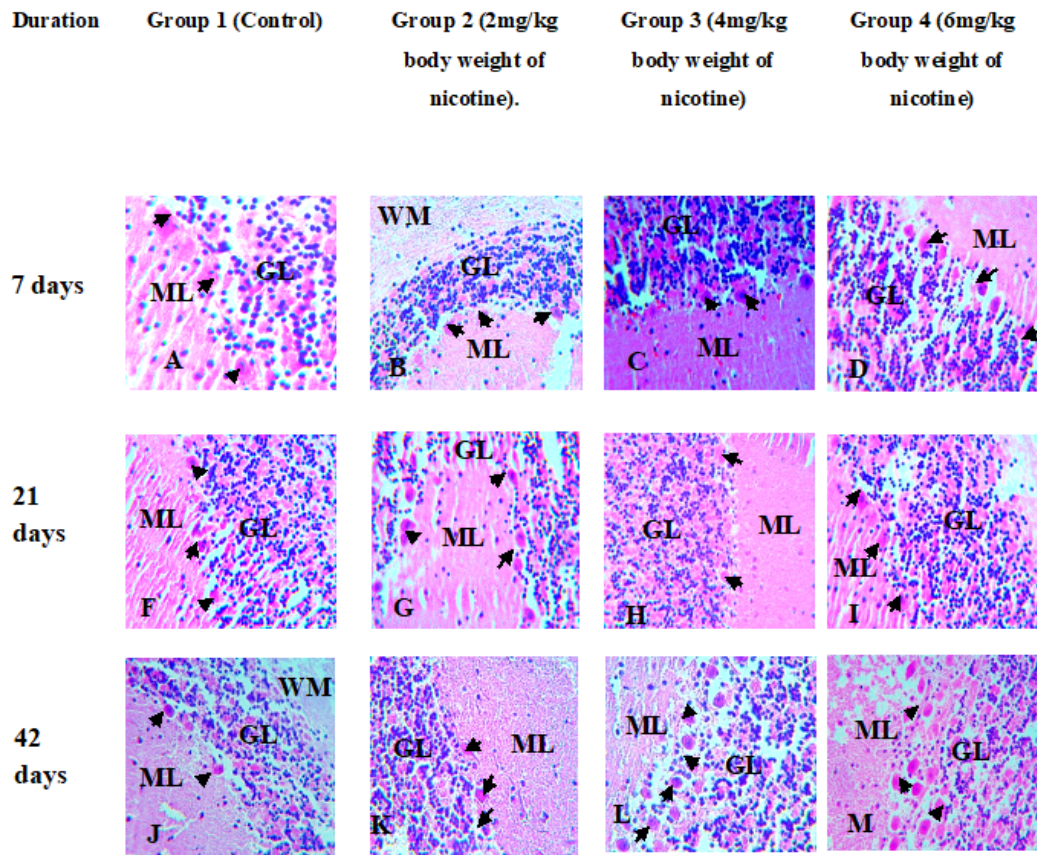 Duration Group 1 (Control) Group 2 (2mg/kg body weight of nicotine). Group 3 (4mg/kg body weight of nicotine) Group 4 (6mg/kg body weight of nicotine)
7 days
ML GL A
WM GL ML B
GL ML C
ML GL D
21 days
ML GL F
GL ML G
GL ML H
GL ML I
42 days
WM GL ML J
GL ML K
ML GL L
ML GL M